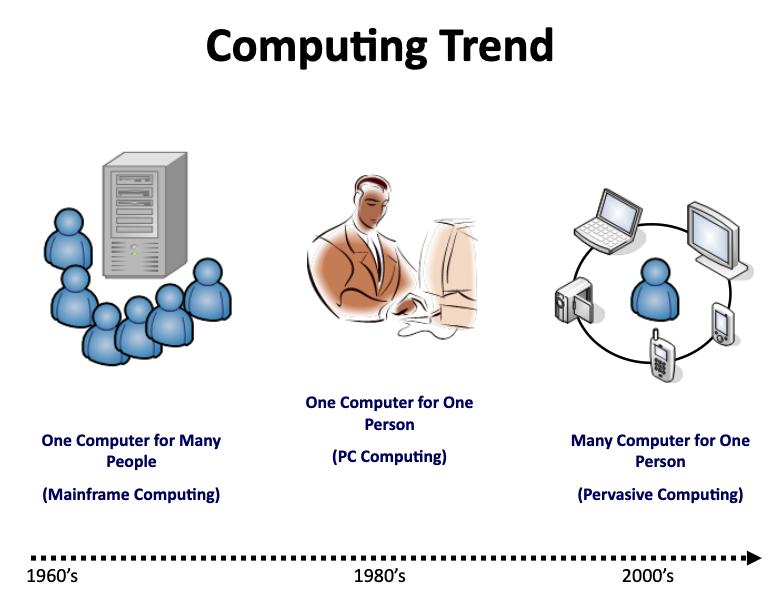 Computing Trend
One Computer for Many
People
(Mainframe Computing)
One Computer for One
Person
(PC Computing)
Many Computer for One
Person
(Pervasive Computing)
1960’s
1980’s
2000’s